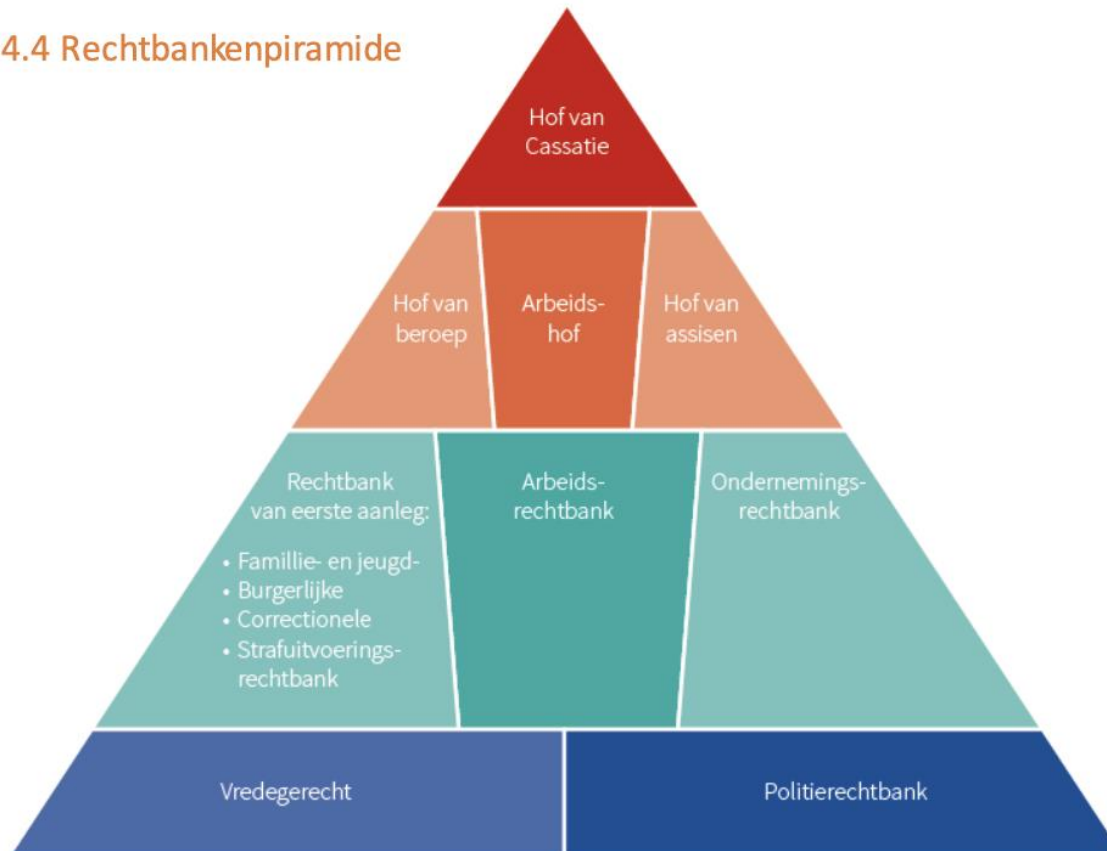 4.4 Rechtbankenpiramide
Hof van
Cassatie
Hof van
beroep
Arbeids-
hof
Hof van
assisen
Rechtbank
van eerste aanleg:
• Famillie- en jeugd-
• Burgerlijke
• Correctionele
• Strafuitvoerings-
rechtbank
Arbeids-
rechtbank
Ondernemings-
rechtbank
Vredegerecht
Politierechtbank